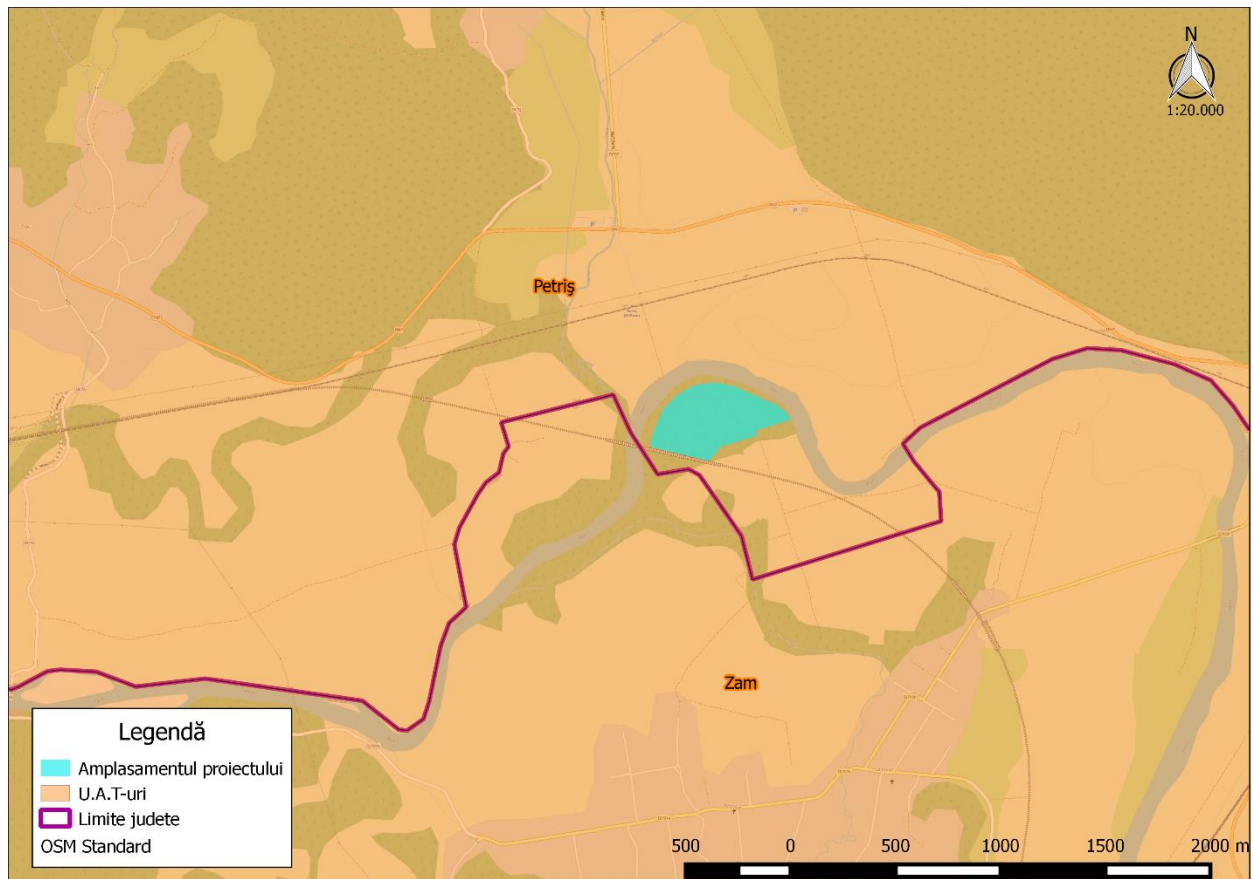 N
1:20.000
Petriş
Zam
Legendă
Amplasamentul proiectului
U.A.T-uri
Limite judete
OSM Standard
500 0 500 1000 1500 2000 m